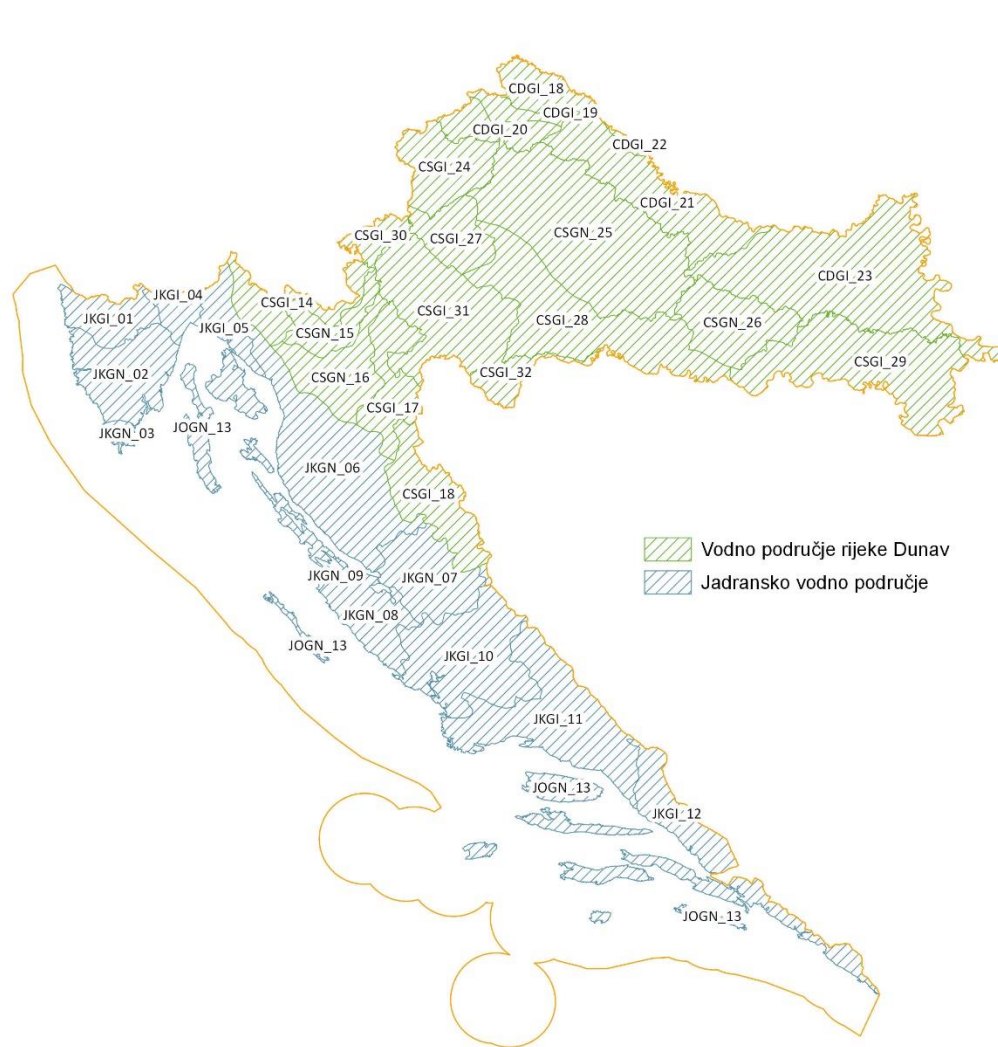 CDGI_18
CDGI_19
CDGI_20
CDGI_22
CSGI_24
CDGI_21
CSGI_30
CSGI_27
CSGN_25
CDGI_23
JKGI_04
CSGI_14
JKGI_01
JKGI_05
CSGN_15
CSGI_31
CSGI_28
CSGN_26
CSGI_29
JKGN_02
CSGN_16
CSGI_32
CSGI_17
JKGN_03
JOGN_13
JKGN_06
CSGI_18
Vodno područje rijeke Dunav
Jadransko vodno područje
JKGN_09
JKGN_07
JKGN_08
JOGN_13
JKGI_10
JKGI_11
JOGN_13
JKGI_12
JOGN_13